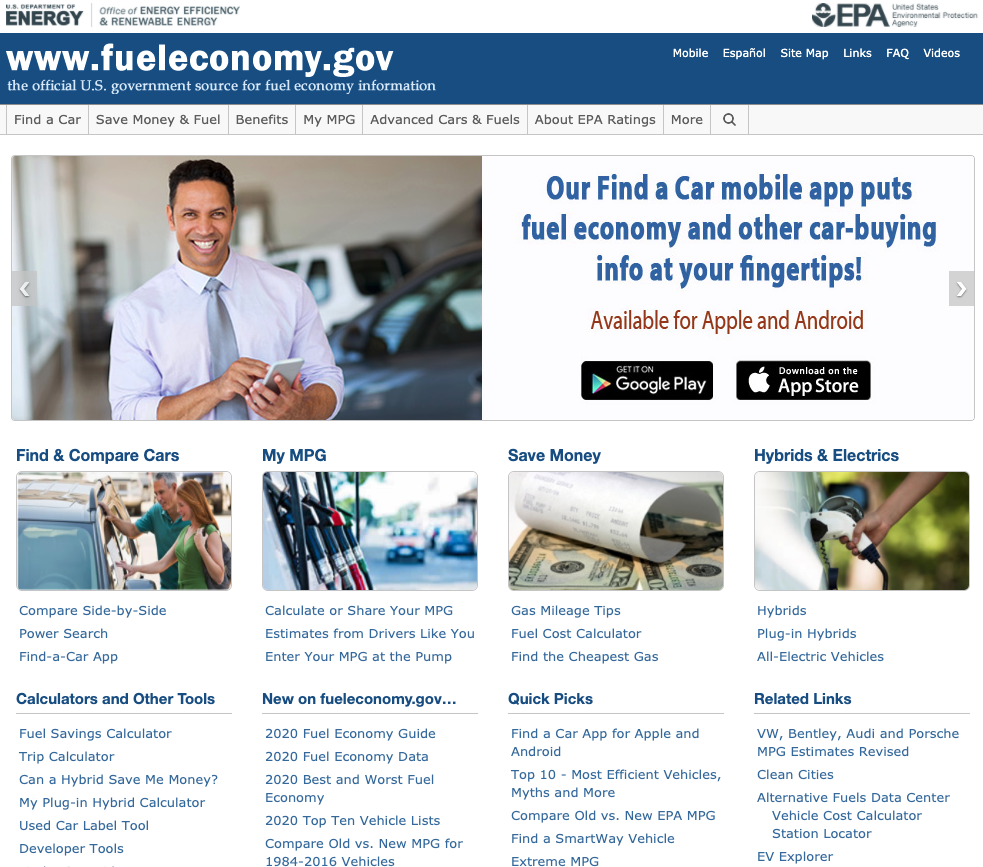 U.S. DEPARTMENT OF
ENERGY
Office of ENERGY EFFICIENCY
& RENEWABLE ENERGY
EPA
United States
Environmental Protection
Agency
www.fueleconomy.gov
the official U.S. government source for fuel economy information
Mobile Español Site Map Links FAQ Videos
Find a Car Save Money & Fuel Benefits My MPG Advanced Cars & Fuels About EPA Ratings More
Our Find a Car mobile app puts
fuel economy and other car-buying
info at your fingertips!
Available for Apple and Android
GET IT ON
Google Play
Download on the
App Store
Find & Compare Cars
Compare Side-by-Side
Power Search
Find-a-Car App
My MPG
Calculate or Share Your MPG
Estimates from Drivers Like You
Enter Your MPG at the Pump
Save Money
Gas Mileage Tips
Fuel Cost Calculator
Find the Cheapest Gas
Hybrids & Electrics
Hybrids
Plug-in Hybrids
All-Electric Vehicles
Calculators and Other Tools
Fuel Savings Calculator
Trip Calculator
Can a Hybrid Save Me Money?
My Plug-in Hybrid Calculator
Used Car Label Tool
Developer Tools
New on fueleconomy.gov...
2020 Fuel Economy Guide
2020 Fuel Economy Data
2020 Best and Worst Fuel
Economy
2020 Top Ten Vehicle Lists
Compare Old vs. New MPG for
1984-2016 Vehicles
Quick Picks
Find a Car App for Apple and
Android
Top 10 - Most Efficient Vehicles,
Myths and More
Compare Old vs. New EPA MPG
Find a SmartWay Vehicle
Extreme MPG
Related Links
VW, Bentley, Audi and Porsche
MPG Estimates Revised
Clean Cities
Alternative Fuels Data Center
Vehicle Cost Calculator
Station Locator
EV Explorer